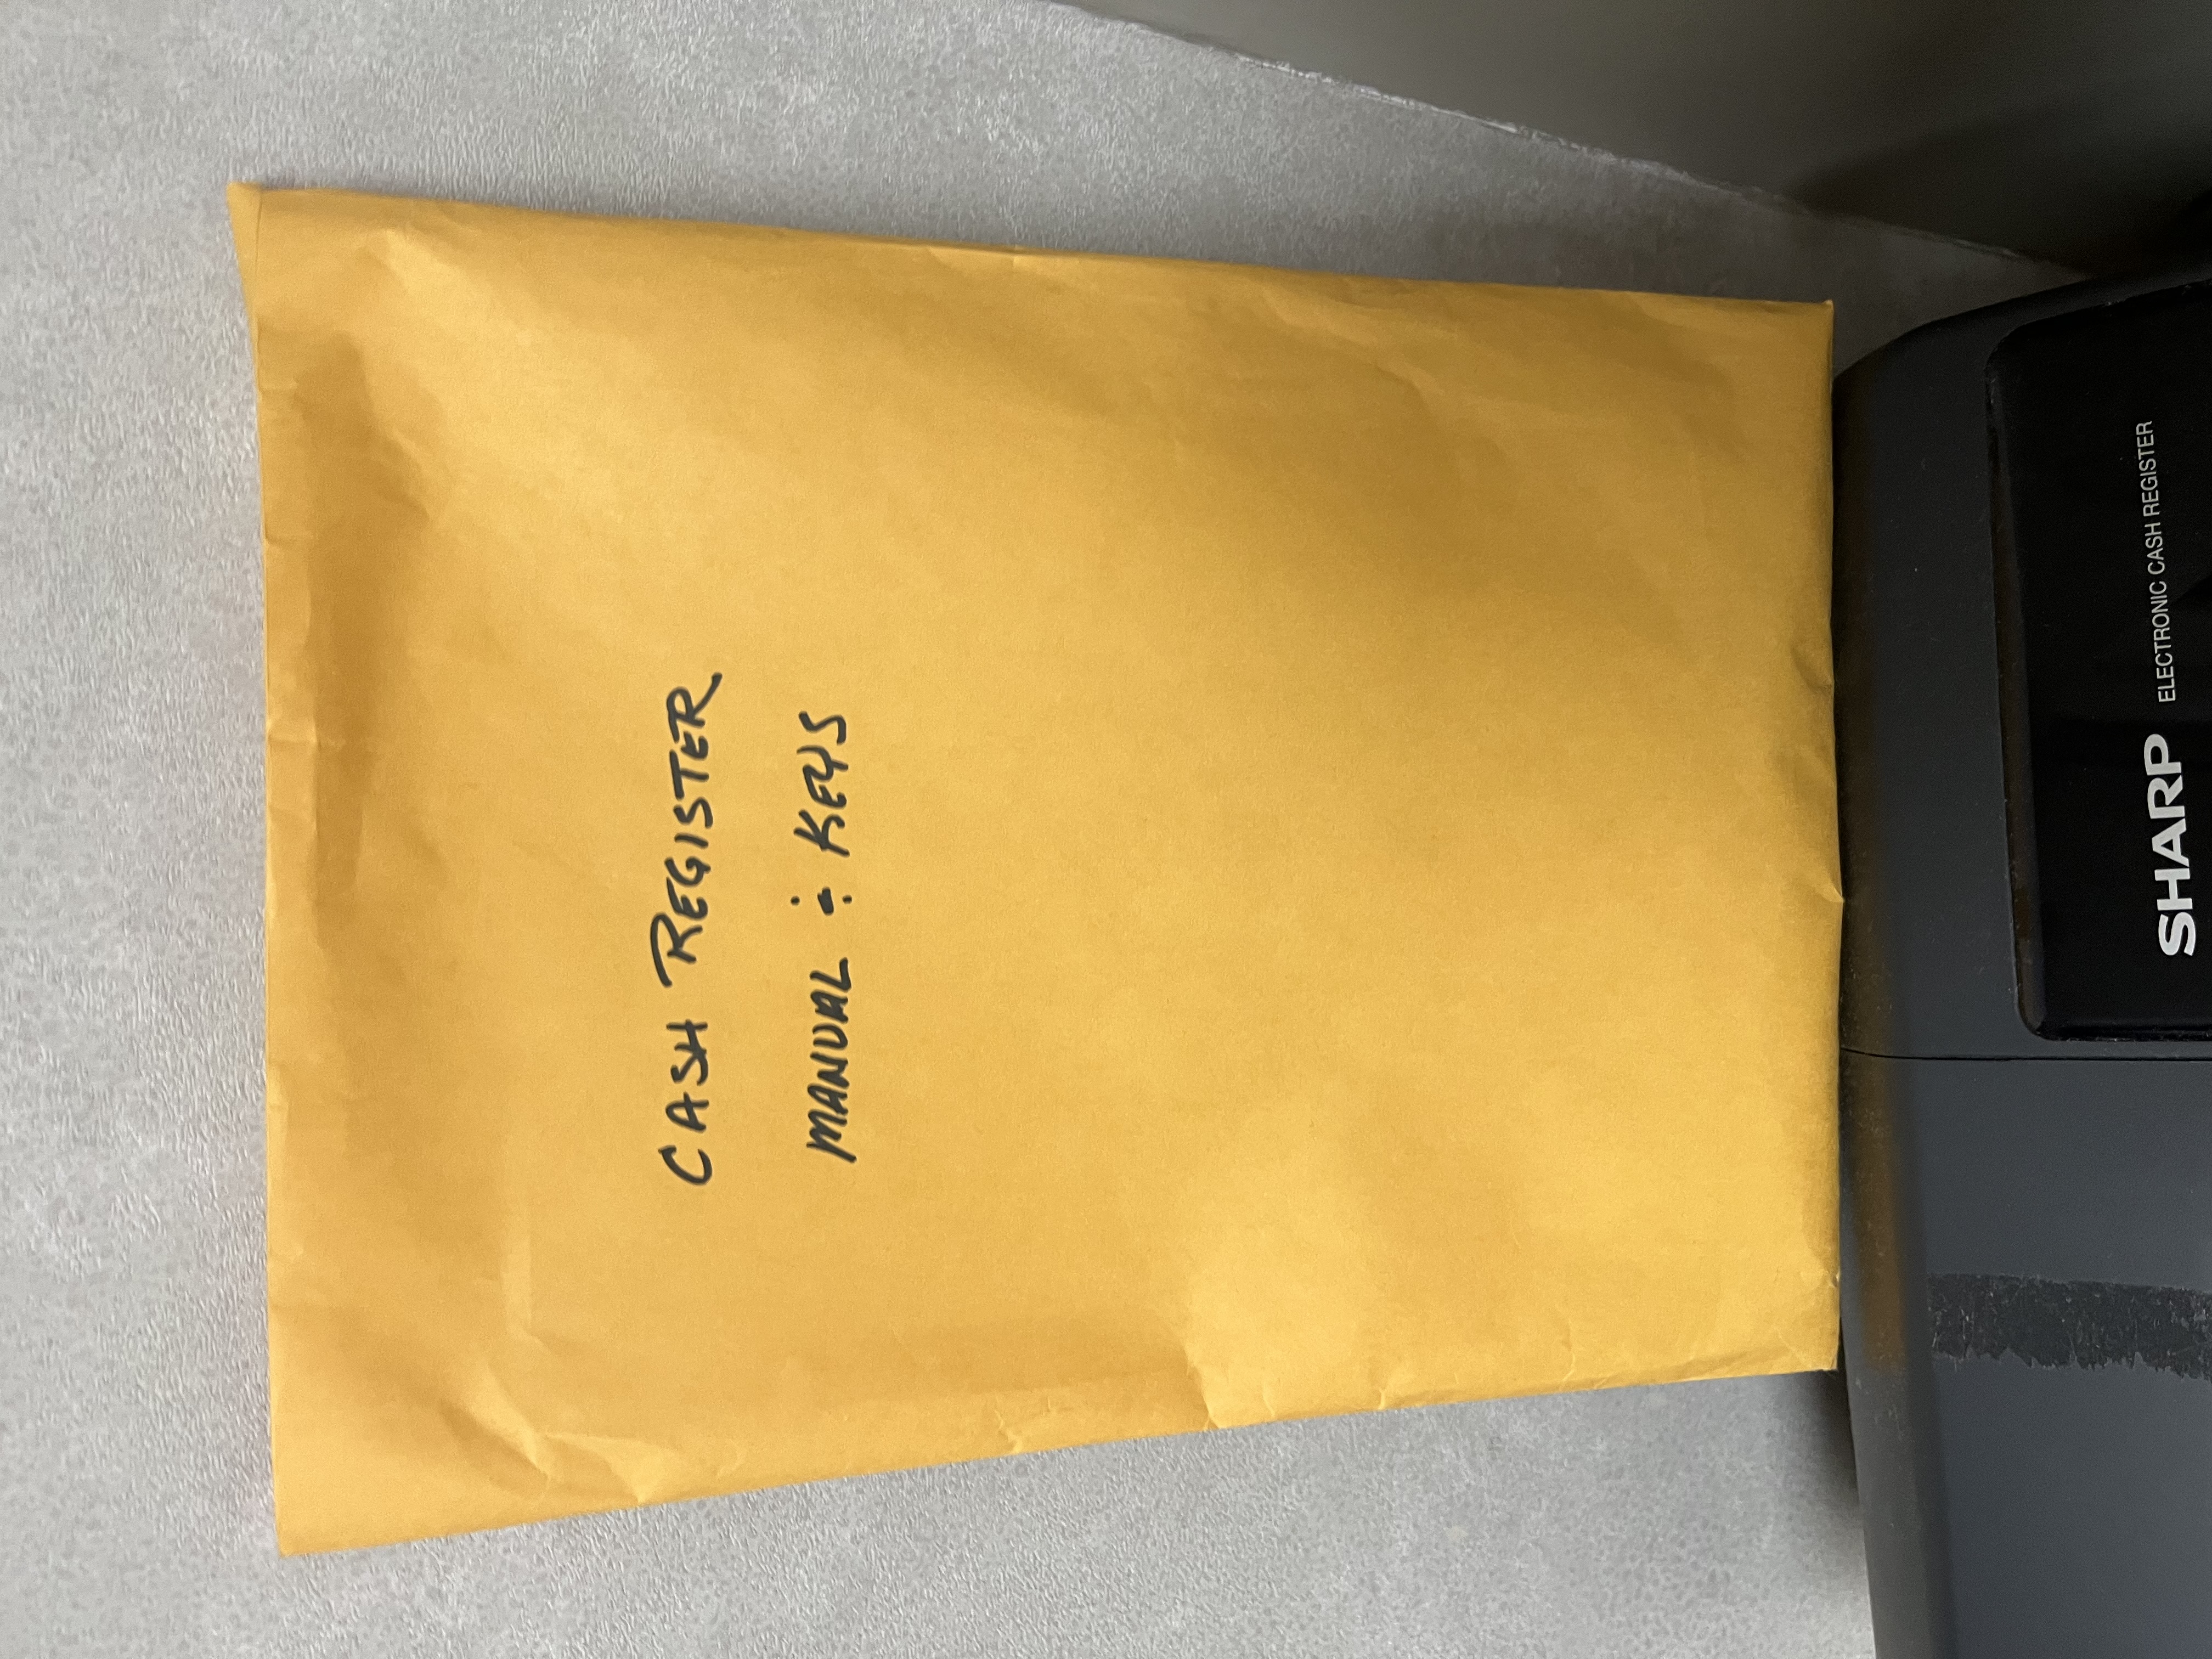 CASH REGISTER
MANUAL ÷ KEYS
SHARP ELECTRONIC CASH REGISTER